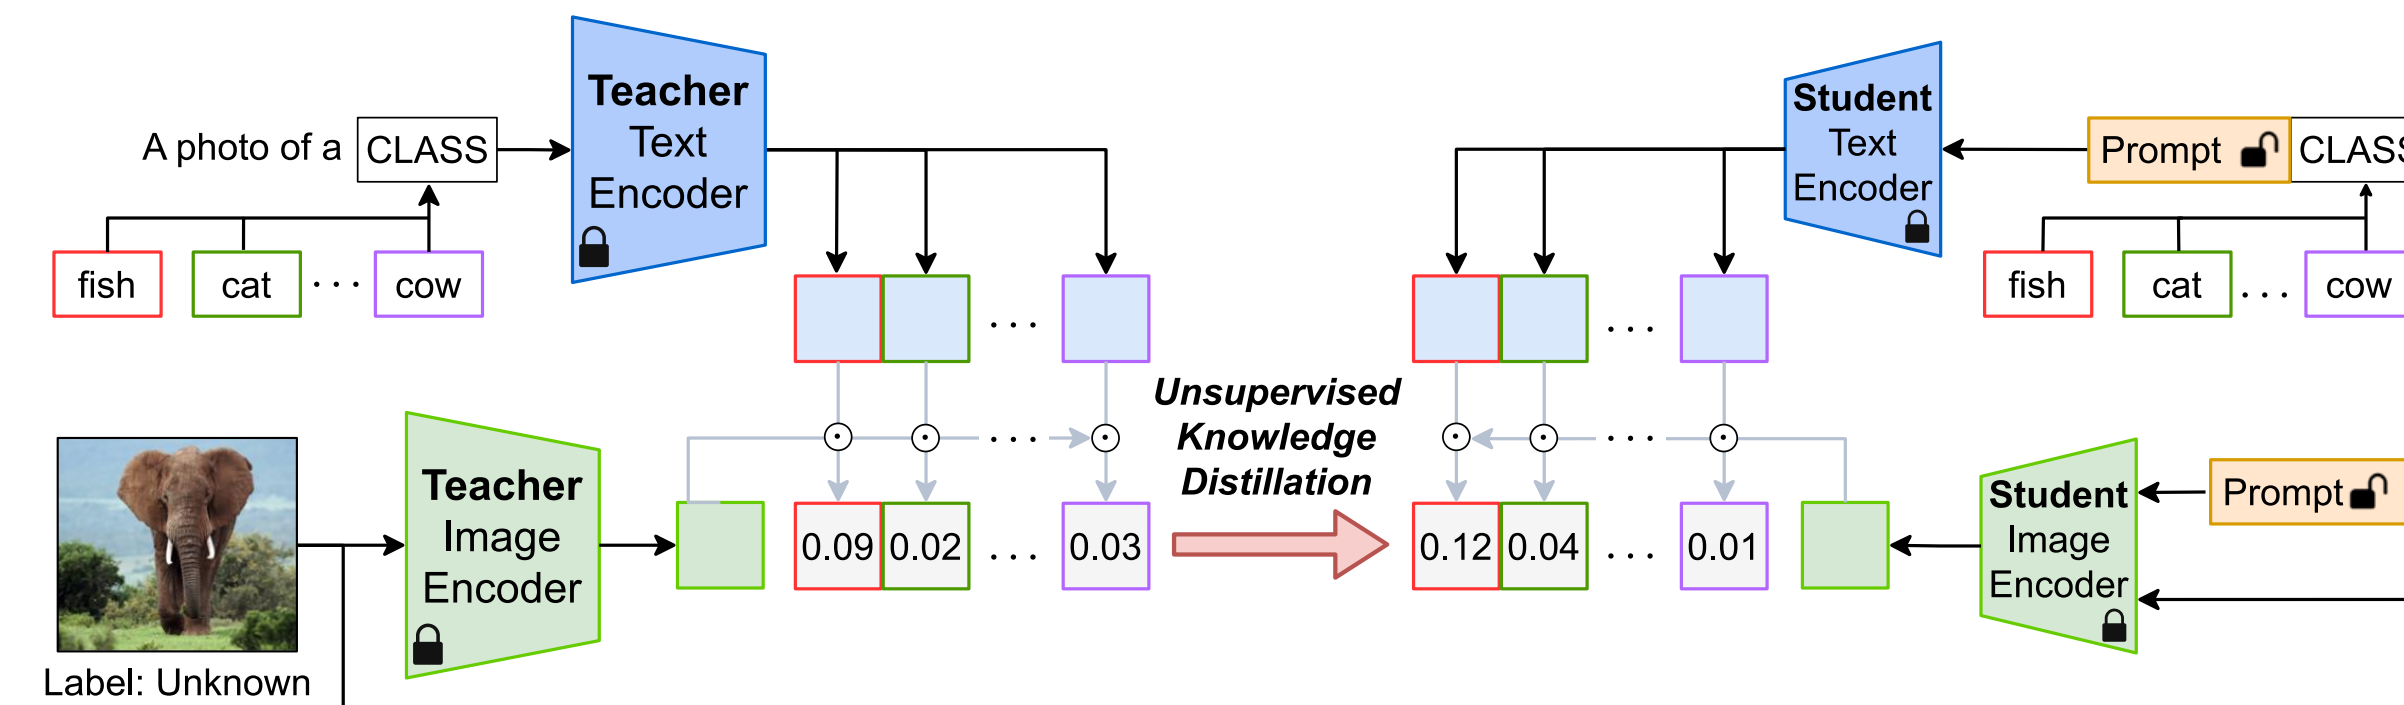 A photo of a CLASS
fish
cat
...
cow
Teacher
Text
Encoder
...
Unsupervised
Knowledge
Distillation
...
Label: Unknown
Teacher
Image
Encoder
0.09
0.02
...
0.03
Student
Text
Encoder
Prompt
CLASS
fish
cat
...
cow
...
...
0.12
0.04
...
0.01
Student
Image
Encoder
Prompt